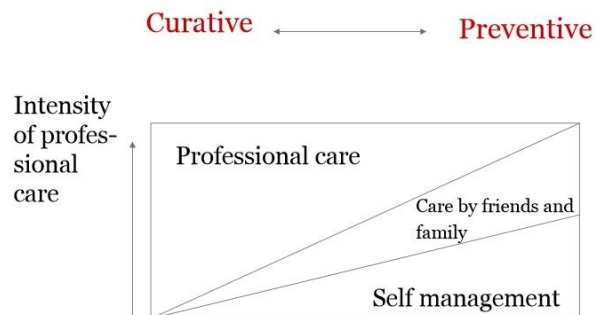 Curative
Preventive
Intensity
of profes-
sional
care
Professional care
Care by friends and
family
Self management